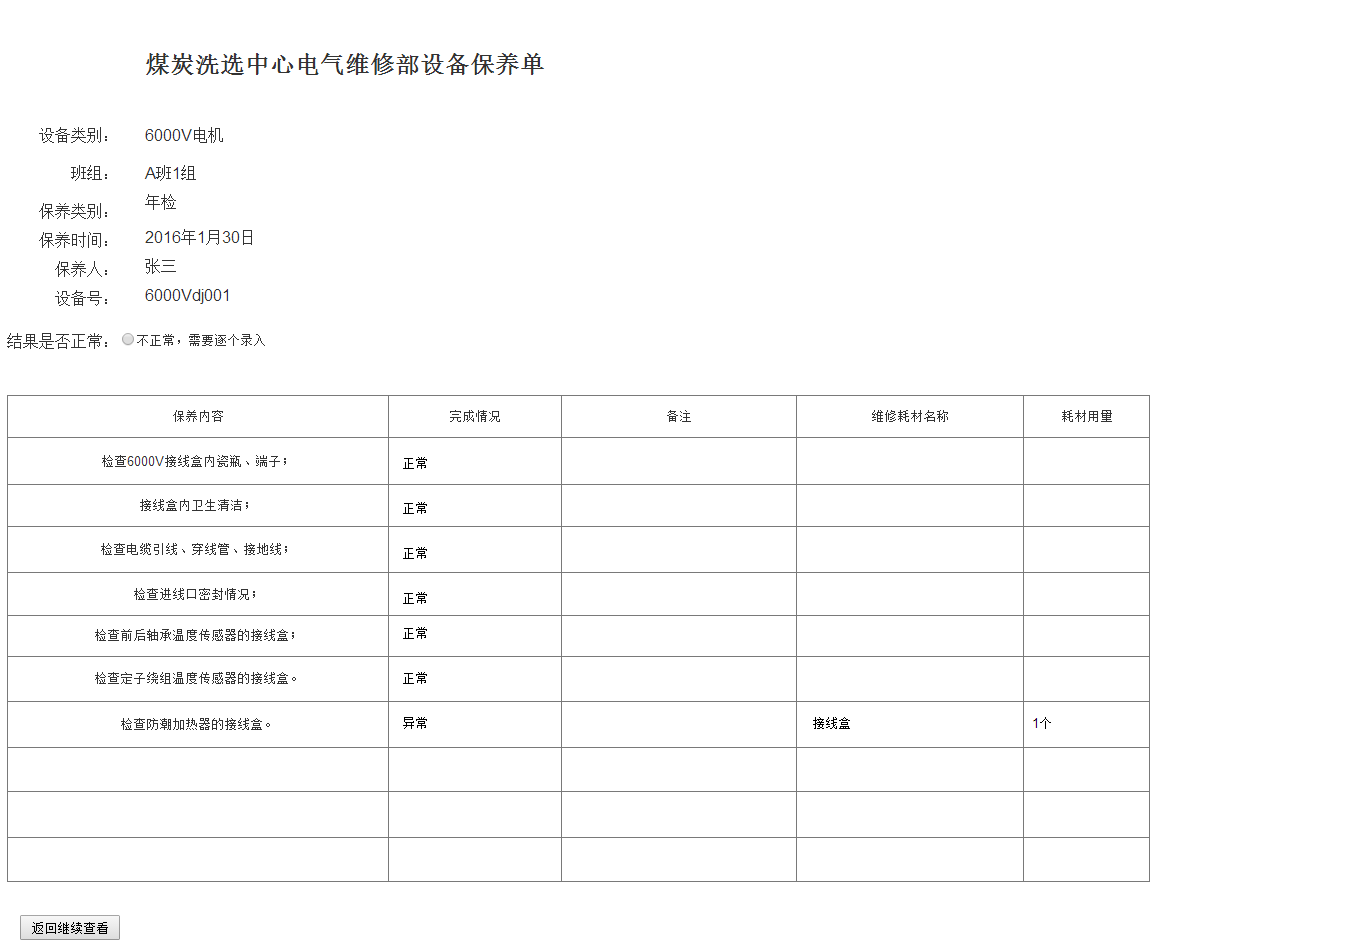 煤炭洗选中心电气维修部设备保养单
设备类别： 6000V电机
班组： A班1组
保养类别： 年检
保养时间： 2016年1月30日
保养人： 张三
设备号： 6000Vdj001
结果是否正常： 不正常，需要逐个录入
保养内容 完成情况 备注 维修耗材名称 耗材用量
检查6000V接线盒内瓷瓶、端子； 正常
接线盒内卫生清洁； 正常
检查电缆引线、穿线管、接地线； 正常
检查进线口密封情况； 正常
检查前后轴承温度传感器的接线盒； 正常
检查定子绕组温度传感器的接线盒。 正常
检查防潮加热器的接线盒。 异常 接线盒 1个
返回继续查看